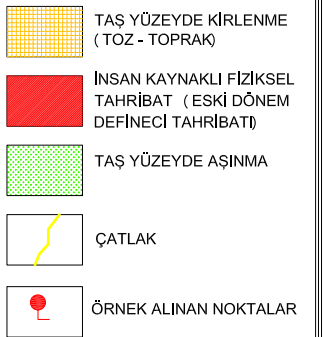 TAŞ YÜZEYDE KİRLENME
( TOZ - TOPRAK)
İNSAN KAYNAKLI FİZİKSEL
TAHRİBAT ( ESKİ DÖNEM
DEFİNECİ TAHRİBATI)
TAŞ YÜZEYDE AŞINMA
ÇATLAK
ÖRNEK ALINAN NOKTALAR